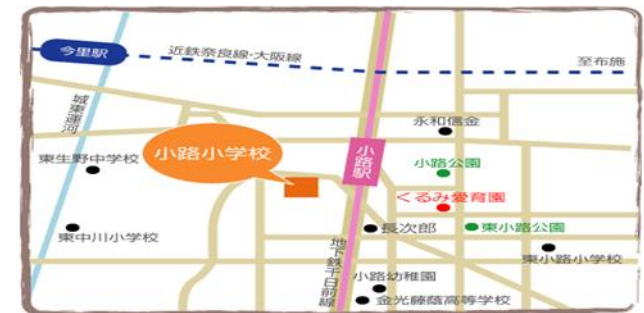 今里駅
近鉄奈良線・大阪線
至布施
城東運河
永和信金
小路小学校
小路駅
東生野中学校
小路公園
くるみ愛育園
東中川小学校
長次郎
東小路公園
東小路小学校
地下鉄千日前線
小路幼稚園
金光藤蔭高等学校